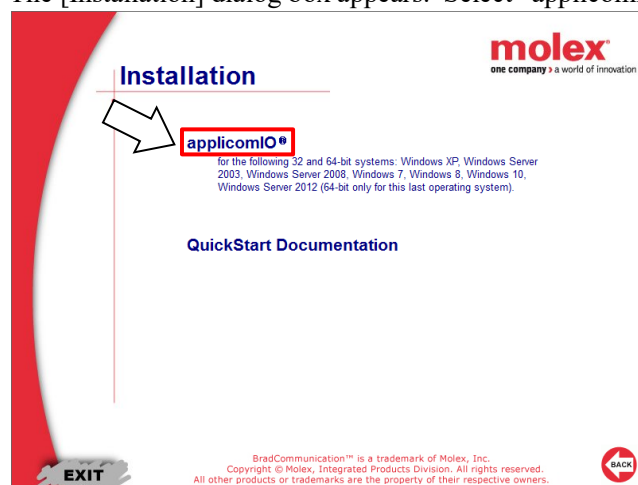 The [Installation] dialog box appears. Select "applicomI
molex
one company > a world of innovation
Installation
applicomIO®
for the following 32 and 64-bit systems: Windows XP, Windows Server
2003, Windows Server 2008, Windows 7, Windows 8, Windows 10,
Windows Server 2012 (64-bit only for this last operating system).
QuickStart Documentation
BradCommunication™ is a trademark of Molex, Inc.
Copyright © Molex, Integrated Products Division. All rights reserved.
All other products or trademarks are the property of their respective owners.
EXIT
BACK